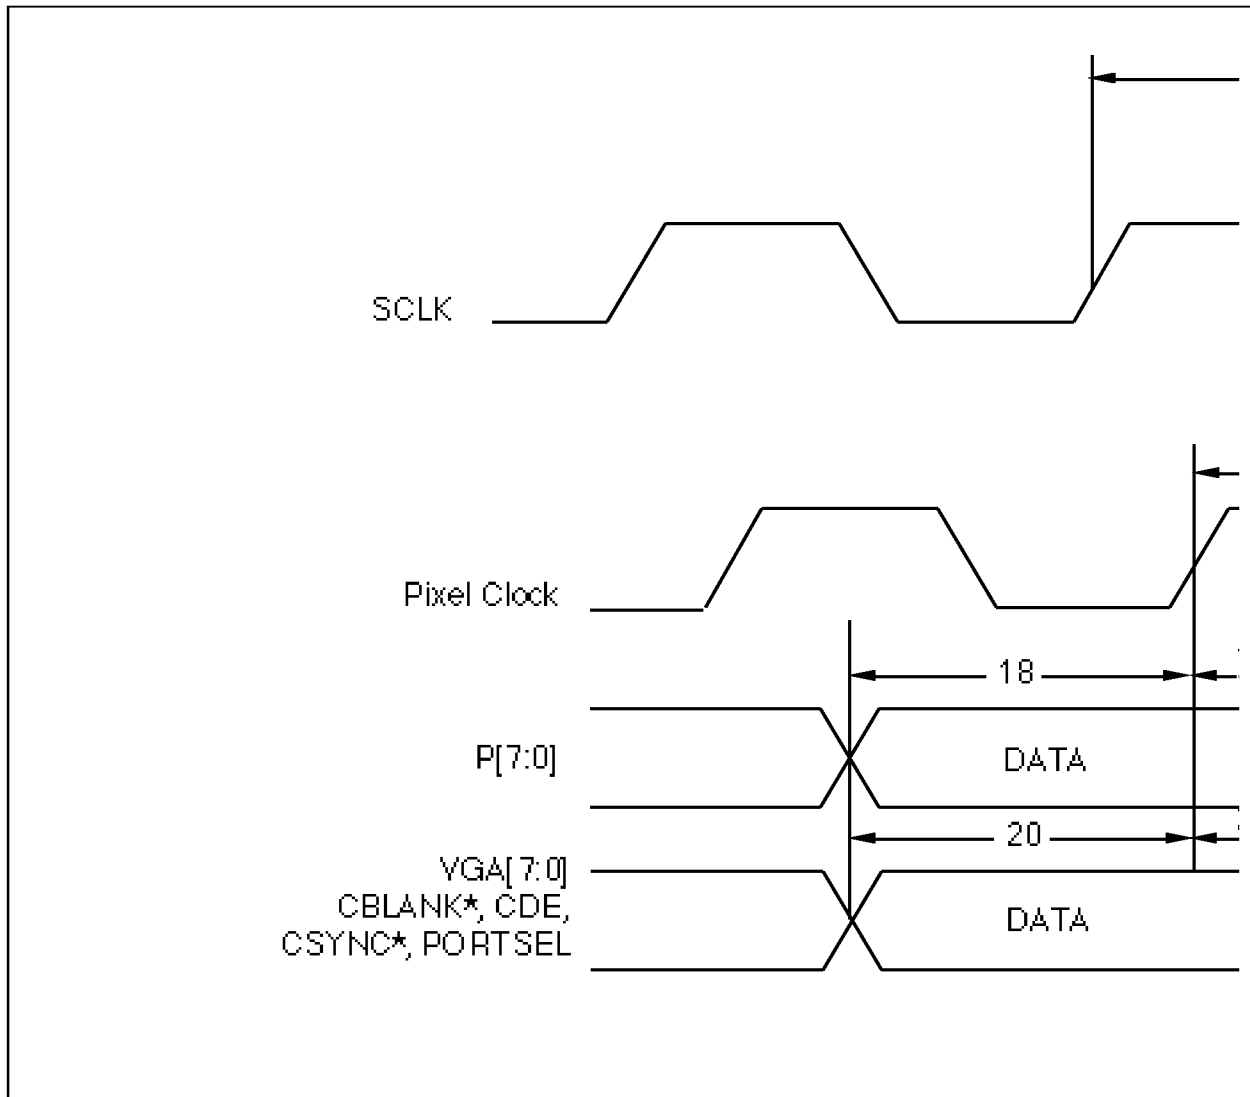 SCLK
Pixel Clock
18
P[7:0]
DATA
20
VGA[7:0]
CBLANK*, CDE,
CSYNC*, PORTSEL
DATA